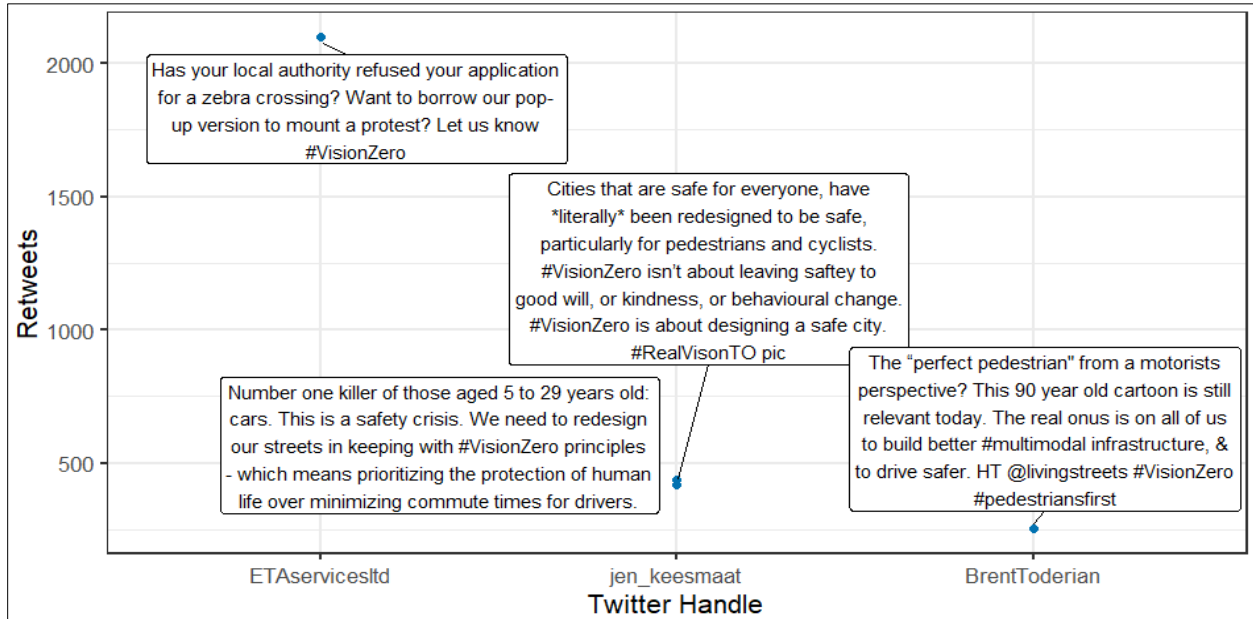 2000
1500
1000
500
Retweets
Has your local authority refused your application
for a zebra crossing? Want to borrow our pop-
up version to mount a protest? Let us know
#VisionZero
Cities that are safe for everyone, have
*literally* been redesigned to be safe,
particularly for pedestrians and cyclists.
#VisionZero isn't about leaving saftey to
good will, or kindness, or behavioural change.
#VisionZero is about designing a safe city.
#RealVisonTO pic
Number one killer of those aged 5 to 29 years old:
cars. This is a safety crisis. We need to redesign
our streets in keeping with #VisionZero principles
- which means prioritizing the protection of human
life over minimizing commute times for drivers.
The “perfect pedestrian" from a motorists
perspective? This 90 year old cartoon is still
relevant today. The real onus is on all of us
to build better #multimodal infrastructure, &
to drive safer. HT @livingstreets #VisionZero
#pedestriansfirst
ETAservicesltd
jen_keesmaat
BrentToderian
Twitter Handle